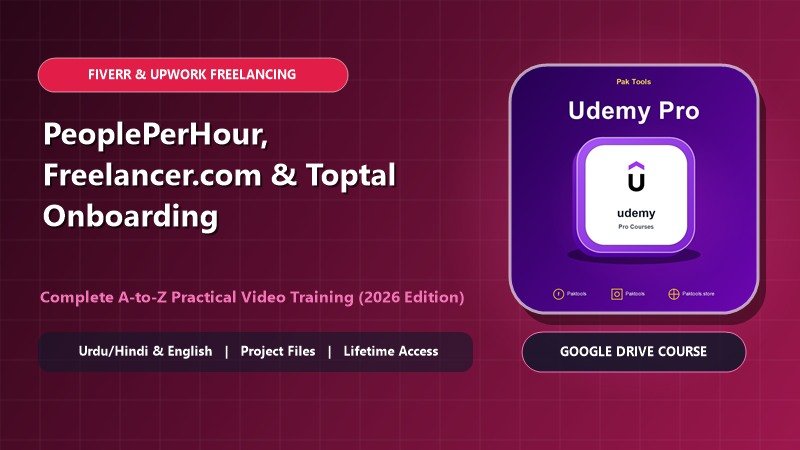 FIVERR & UPWORK FREELANCING
PeoplePerHour,
Freelancer.com & Toptal
Onboarding
Complete A-to-Z Practical Video Training (2026 Edition)
Urdu/Hindi & English | Project Files | Lifetime Access
Pak Tools
Udemy Pro
udemy
Pro Courses
f Paktools Paktools Paktools.store
GOOGLE DRIVE COURSE